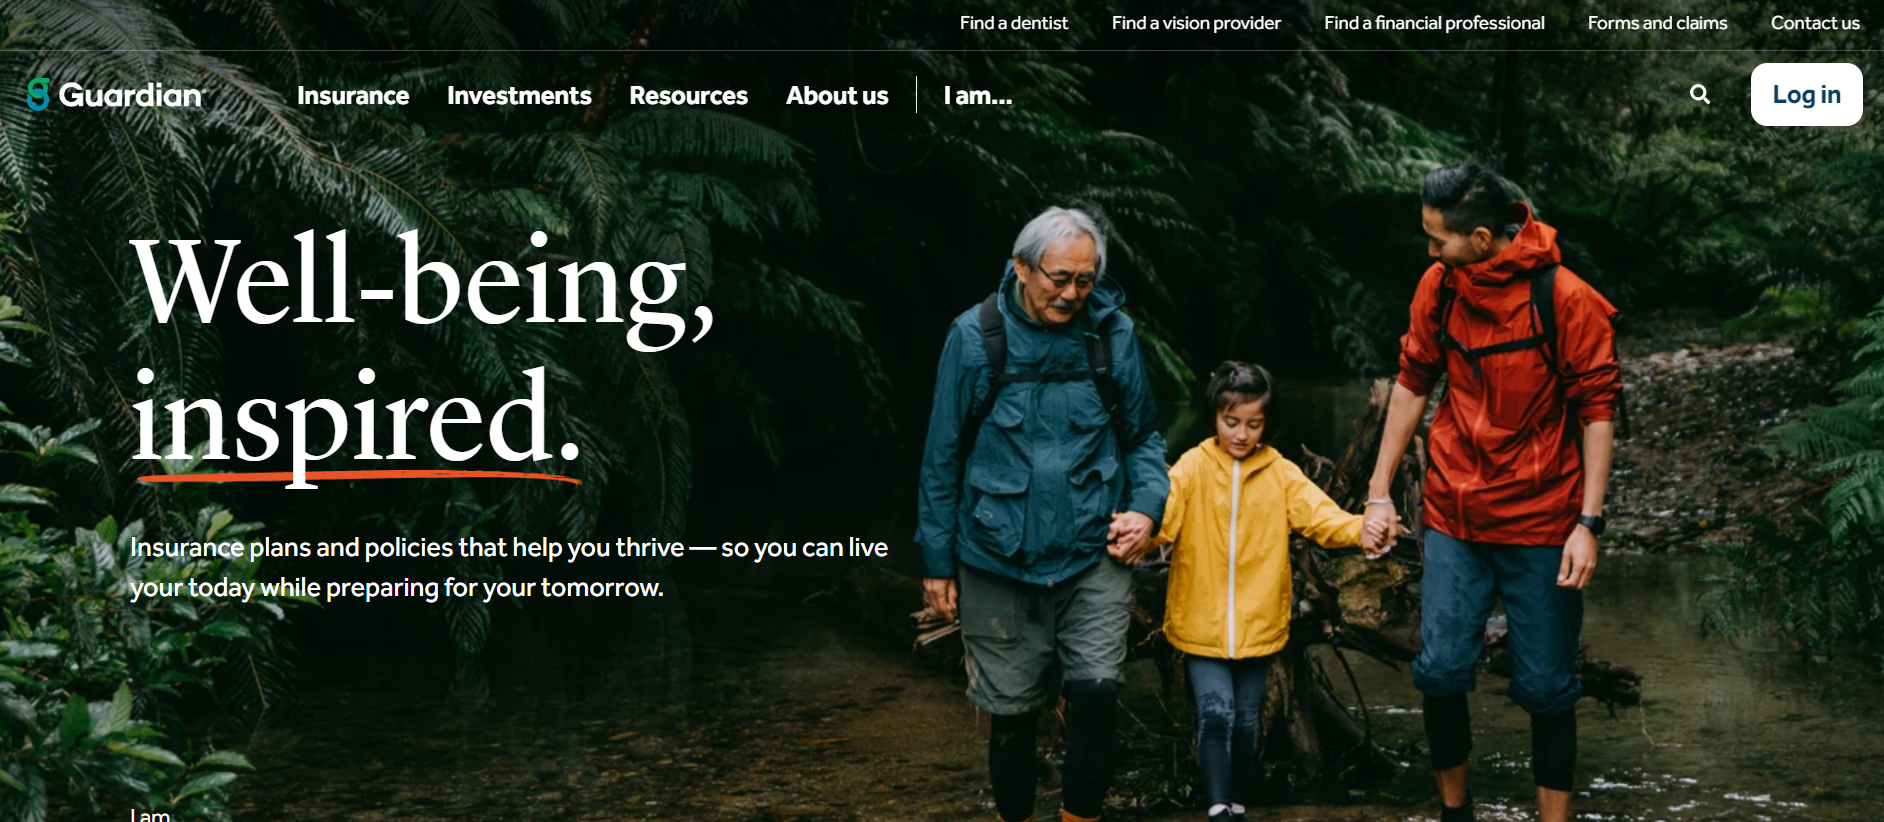 Find a dentist Find a vision provider Find a financial professional Forms and claims Contact us
Guardian® Insurance Investments Resources About us I am... Log in
Well-being,
inspired.
Insurance plans and policies that help you thrive — so you can live
your today while preparing for your tomorrow.
I am